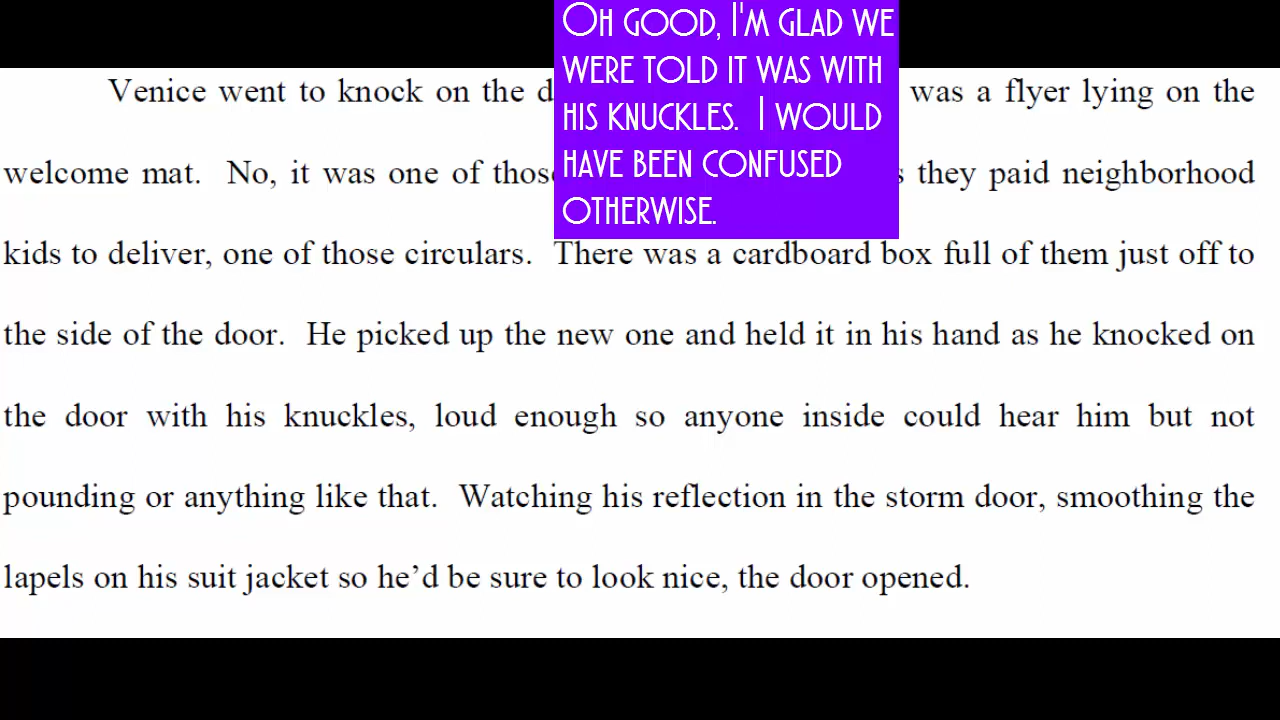 OH GOOD, I'M GLAD WE
WERE TOLD IT WAS WITH
HIS KNUCKLES. I WOULD
HAVE BEEN CONFUSED
OTHERWISE.
Venice went to knock on the was a flyer lying on the
welcome mat. No, it was one of they paid neighborhood
kids to deliver, one of those circulars. There was a cardboard box full of them just off to
the side of the door. He picked up the new one and held it in his hand as he knocked on
the door with his knuckles, loud enough so anyone inside could hear him but not
pounding or anything like that. Watching his reflection in the storm door, smoothing the
lapels on his suit jacket so he’d be sure to look nice, the door opened.